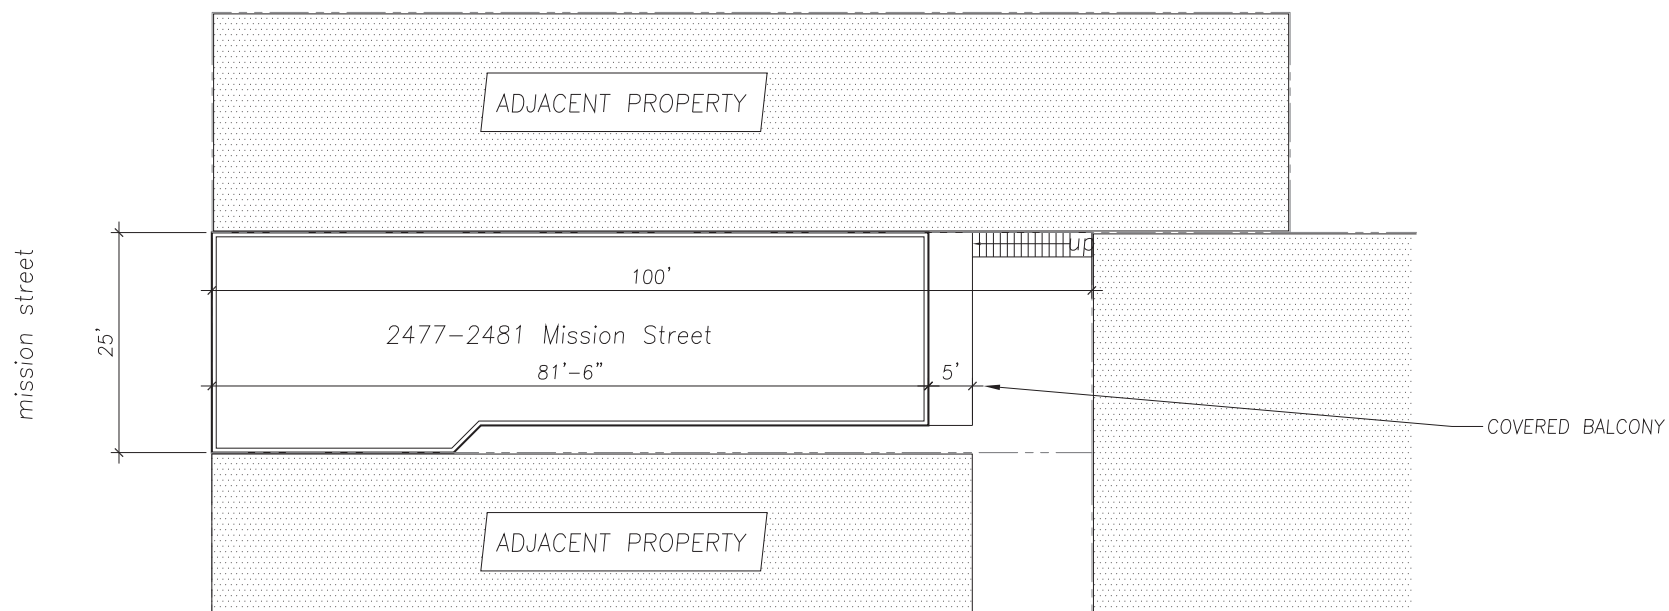 ADJACENT PROPERTY
mission street
25'
up
100'
2477-2481 Mission Street
81'-6"
5'
COVERED BALCONY
ADJACENT PROPERTY